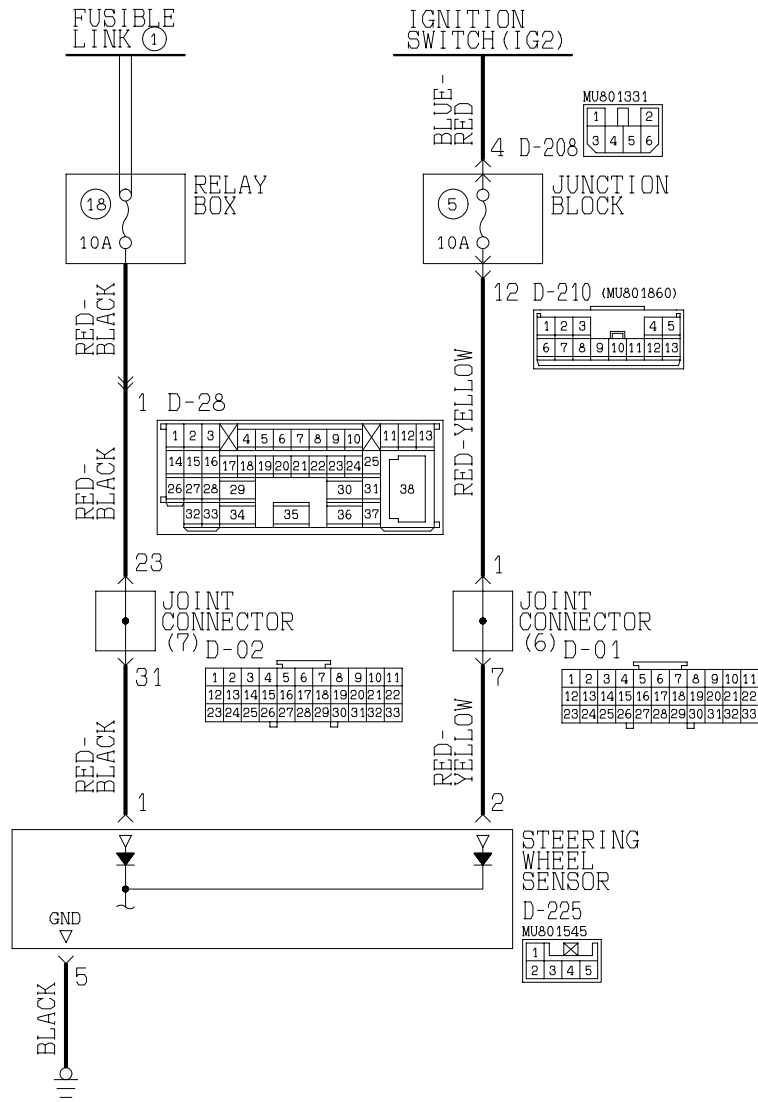 FUSIBLE
LINK 1
IGNITION
SWITCH(IG2)
BLUE-
RED
MU801331
1 2
3 4 5 6
4 D-208
18
10A
RELAY
BOX
5
10A
JUNCTION
BLOCK
RED-
BLACK
12 D-210 (MU801860)
1 2 3 4 5
6 7 8 9 10 11 12 13
1 D-28
1 2 3 4 5 6 7 8 9 10 11 12 13
14 15 16 17 18 19 20 21 22 23 24 25
26 27 28 29 30 31 38
32 33 34 35 36 37
RED-
BLACK
RED-YELLOW
23
JOINT
CONNECTOR
(7) D-02
1
JOINT
CONNECTOR
(6) D-01
31
1 2 3 4 5 6 7 8 9 10 11
12 13 14 15 16 17 18 19 20 21 22
23 24 25 26 27 28 29 30 31 32 33
7
1 2 3 4 5 6 7 8 9 10 11
12 13 14 15 16 17 18 19 20 21 22
23 24 25 26 27 28 29 30 31 32 33
RED-
BLACK
RED-
YELLOW
1
2
STEERING
WHEEL
SENSOR
D-225
MU801545
1
2 3 4 5
GND
5
BLACK